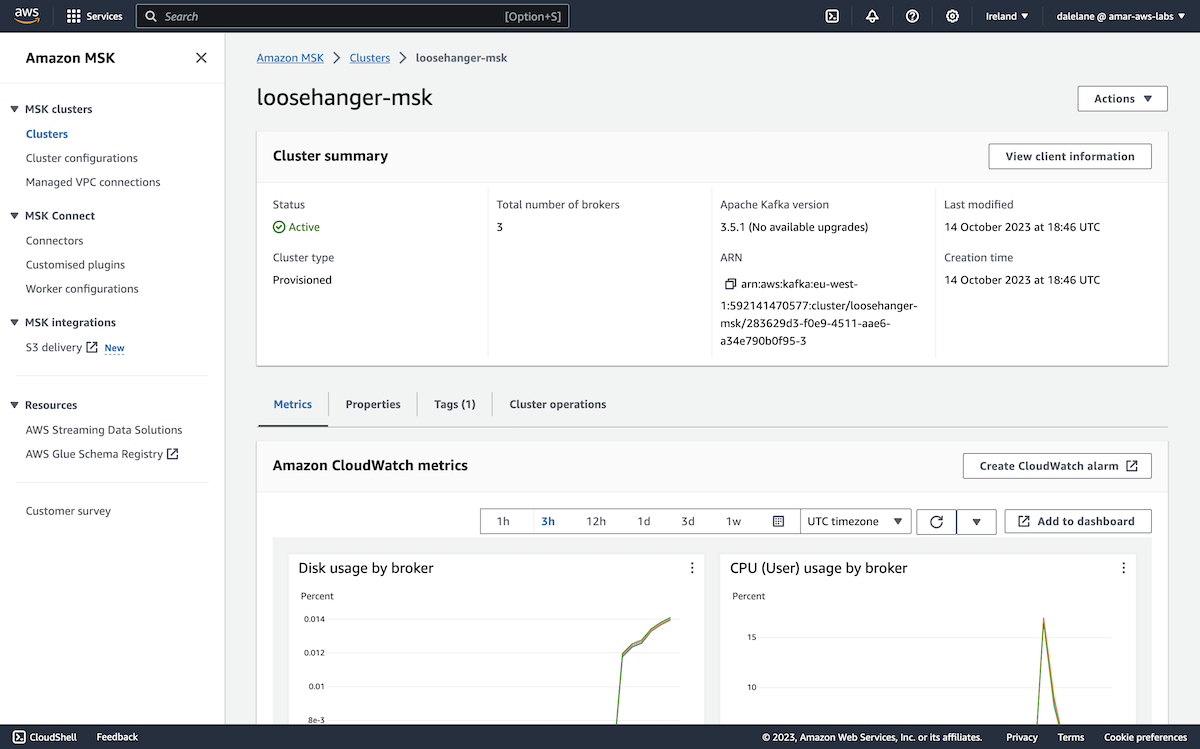 aws
Services
Search
[Option+S]
Ireland
dalelane @ amar-aws-labs
Amazon MSK
MSK clusters
Clusters
Cluster configurations
Managed VPC connections
MSK Connect
Connectors
Customised plugins
Worker configurations
MSK integrations
S3 delivery
New
Resources
AWS Streaming Data Solutions
AWS Glue Schema Registry
Customer survey
Amazon MSK
Clusters
loosehanger-msk
loosehanger-msk
Actions
Cluster summary
View client information
Status
Active
Cluster type
Provisioned
Total number of brokers
3
Apache Kafka version
3.5.1 (No available upgrades)
ARN
arn:aws:kafka:eu-west-
1:592141470577:cluster/loosehanger-
msk/283629d3-f0e9-4511-aae6-
a34e790b0f95-3
Last modified
14 October 2023 at 18:46 UTC
Creation time
14 October 2023 at 18:46 UTC
Metrics
Properties
Tags (1)
Cluster operations
Amazon CloudWatch metrics
Create CloudWatch alarm
1h
3h
12h
1d
3d
1w
UTC timezone
Add to dashboard
Disk usage by broker
Percent
0.014
0.012
0.01
8e-3
CPU (User) usage by broker
Percent
15
10
CloudShell
Feedback
© 2023, Amazon Web Services, Inc. or its affiliates.
Privacy
Terms
Cookie preferences